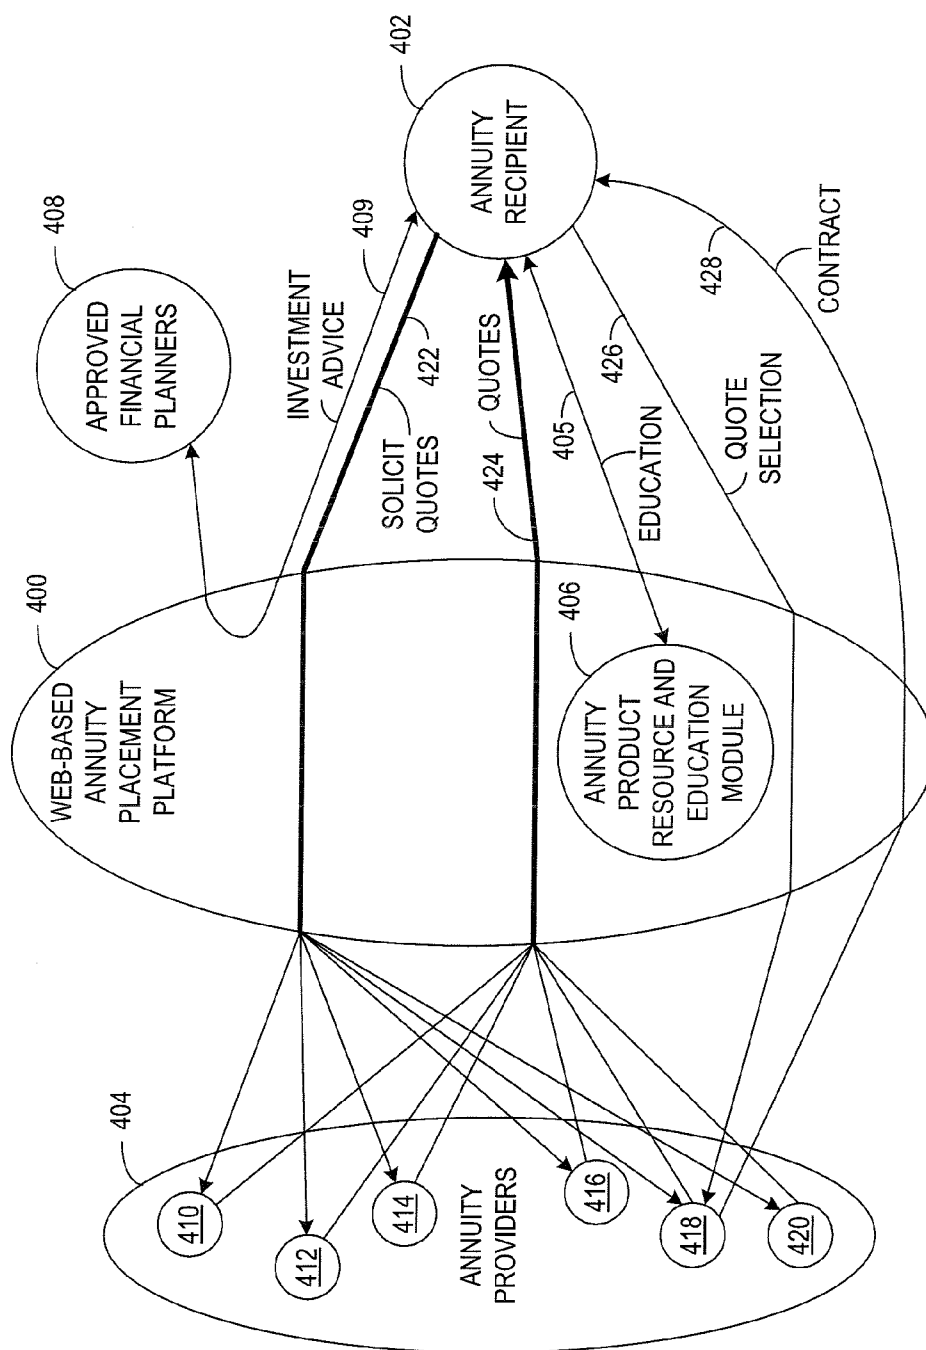 402
ANNUITY
RECIPIENT
408
APPROVED
FINANCIAL
PLANNERS
409
INVESTMENT
ADVICE
422
SOLICIT
QUOTES
QUOTES
424
405
EDUCATION
426
QUOTE
SELECTION
428
CONTRACT
400
WEB-BASED
ANNUITY
PLACEMENT
PLATFORM
406
ANNUITY
PRODUCT
RESOURCE AND
EDUCATION
MODULE
404
410
412
414
ANNUITY
PROVIDERS
416
418
420